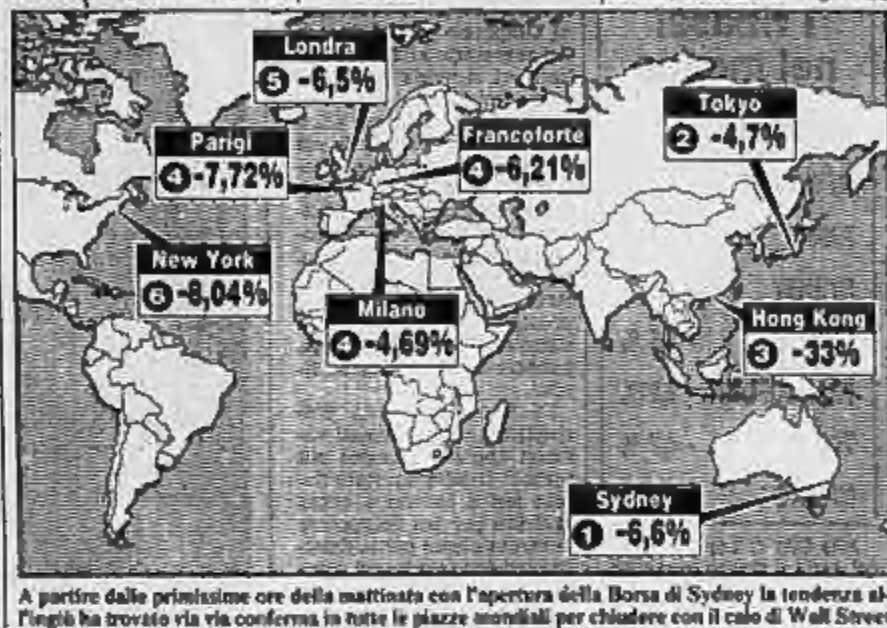 Londra
5 -6,5%
Parigi
4 -7,72%
Francoforte
4 -6,21%
Tokyo
2 -4,7%
New York
6 -8,04%
Milano
4 -4,69%
Hong Kong
3 -33%
Sydney
1 -6,6%
A partire dalle primissime ore della mattinata con l'apertura della Borsa di Sydney la tendenza al-
l'ingiù ha trovato via via conferma in tutte le piazze mondiali per chiudere con il calo di Wall Street